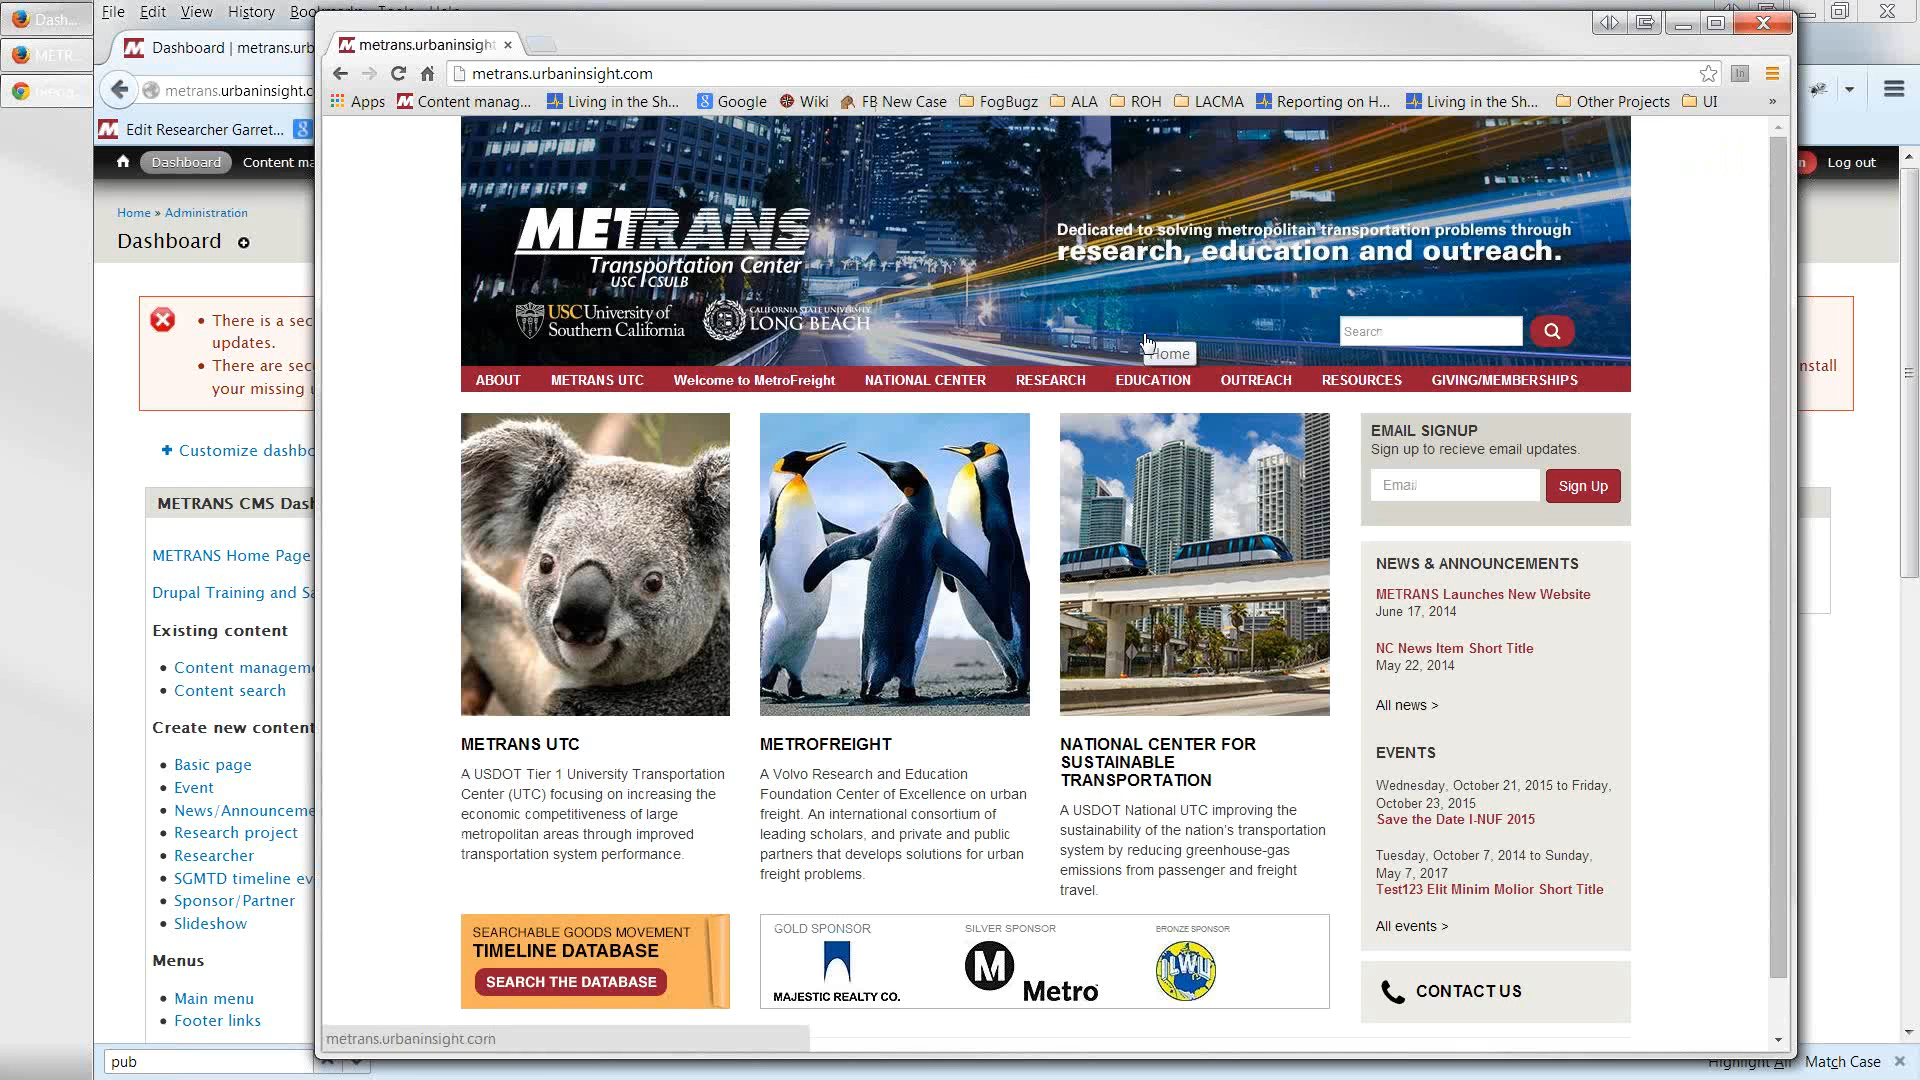 Dash...
METR
File Edit View History
Dashboard | metrans.urb
metrans.urbaninsight.c
Edit Researcher Garret...
Dashboard
Content ma
Log out
Home » Administration
Dashboard
There is a sec
updates.
There are sec
your missing u
nstall
Customize dashbo
METRANS CMS Dash
METRANS Home Page
Drupal Training and Sa
Existing content
Content manageme
Content search
Create new content
Basic page
Event
News/Announceme
Research project
Researcher
SGMTD timeline ev
Sponsor/Partner
Slideshow
Menus
Main menu
Footer links
pub
Highlight All
Match Case
metrans.urbaninsight
metrans.urbaninsight.com
Apps
Content manag...
Living in the Sh...
Google
Wiki
FB New Case
FogBugz
ALA
ROH
LACMA
Reporting on H...
Living in the Sh...
Other Projects
UI
»
METRANS
Transportation Center
USC CSULB
USC University of
Southern California
CALIFORNIA STATE UNIVERSITY
LONG BEACH
Dedicated to solving metropolitan transportation problems through
research, education and outreach.
Search
Home
ABOUT
METRANS UTC
Welcome to MetroFreight
NATIONAL CENTER
RESEARCH
EDUCATION
OUTREACH
RESOURCES
GIVING/MEMBERSHIPS
METRANS UTC
A USDOT Tier 1 University Transportation
Center (UTC) focusing on increasing the
economic competitiveness of large
metropolitan areas through improved
transportation system performance.
METROFREIGHT
A Volvo Research and Education
Foundation Center of Excellence on urban
freight. An international consortium of
leading scholars, and private and public
partners that develops solutions for urban
freight problems.
NATIONAL CENTER FOR
SUSTAINABLE
TRANSPORTATION
A USDOT National UTC improving the
sustainability of the nation's transportation
system by reducing greenhouse-gas
emissions from passenger and freight
travel.
EMAIL SIGNUP
Sign up to recieve email updates.
Email
Sign Up
NEWS & ANNOUNCEMENTS
METRANS Launches New Website
June 17, 2014
NC News Item Short Title
May 22, 2014
All news >
EVENTS
Wednesday, October 21, 2015 to Friday,
October 23, 2015
Save the Date I-NUF 2015
Tuesday, October 7, 2014 to Sunday,
May 7, 2017
Test123 Elit Minim Molior Short Title
All events >
CONTACT US
SEARCHABLE GOODS MOVEMENT
TIMELINE DATABASE
SEARCH THE DATABASE
GOLD SPONSOR
MAJESTIC REALTY CO.
SILVER SPONSOR
M
Metro
BRONZE SPONSOR
ILWU
metrans.urbaninsight.com